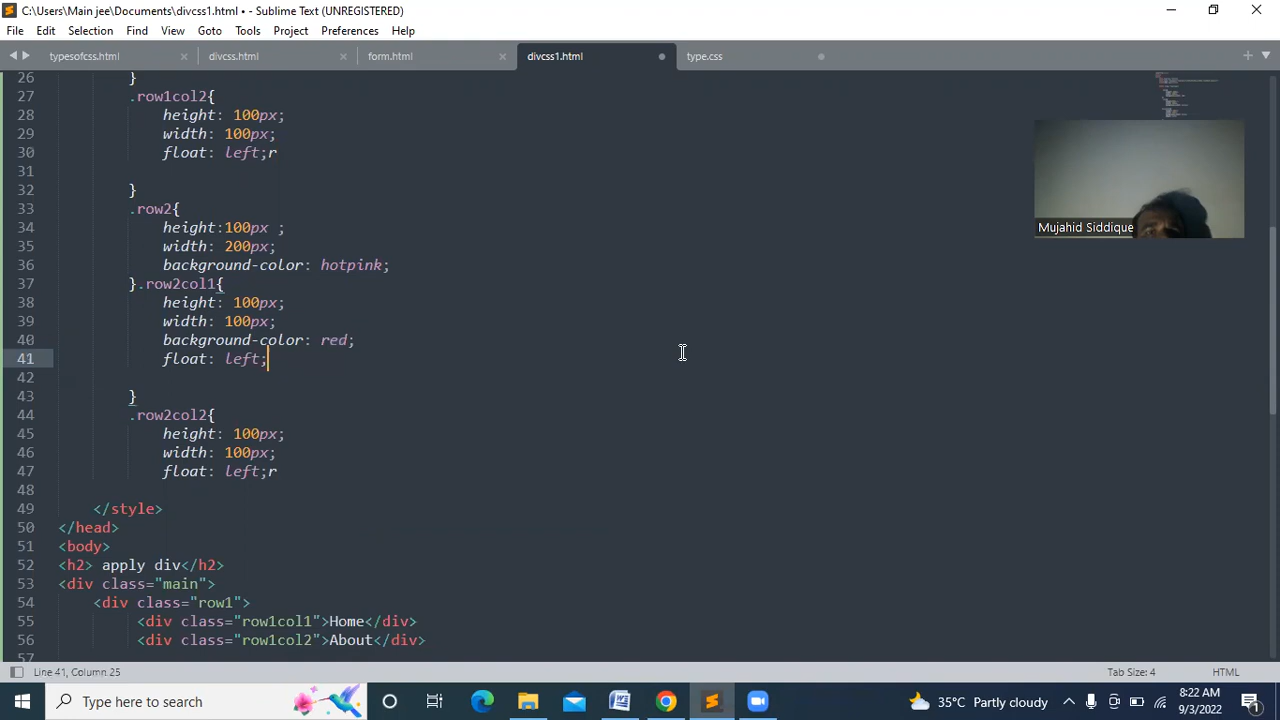 C:\Users\Main jee\Documents\divcss1.html • - Sublime Text (UNREGISTERED)
File Edit Selection Find View Goto Tools Project Preferences Help
typesofcss.html divcss.html form.html divcss1.html type.css
26 }
27 .row1col2{
28 height: 100px;
29 width: 100px;
30 float: left;r
31
32 }
33 .row2{
34 height:100px ;
35 width: 200px;
36 background-color: hotpink;
37 }.row2col1{
38 height: 100px;
39 width: 100px;
40 background-color: red;
41 float: left;
42
43 }
44 .row2col2{
45 height: 100px;
46 width: 100px;
47 float: left;r
48
49 </style>
50 </head>
51 <body>
52 <h2> apply div</h2>
53 <div class="main">
54 <div class="row1">
55 <div class="row1col1">Home</div>
56 <div class="row1col2">About</div>
57
Mujahid Siddique
Line 41, Column 25 Tab Size: 4 HTML
Type here to search 35°C Partly cloudy 8:22 AM
9/3/2022 1